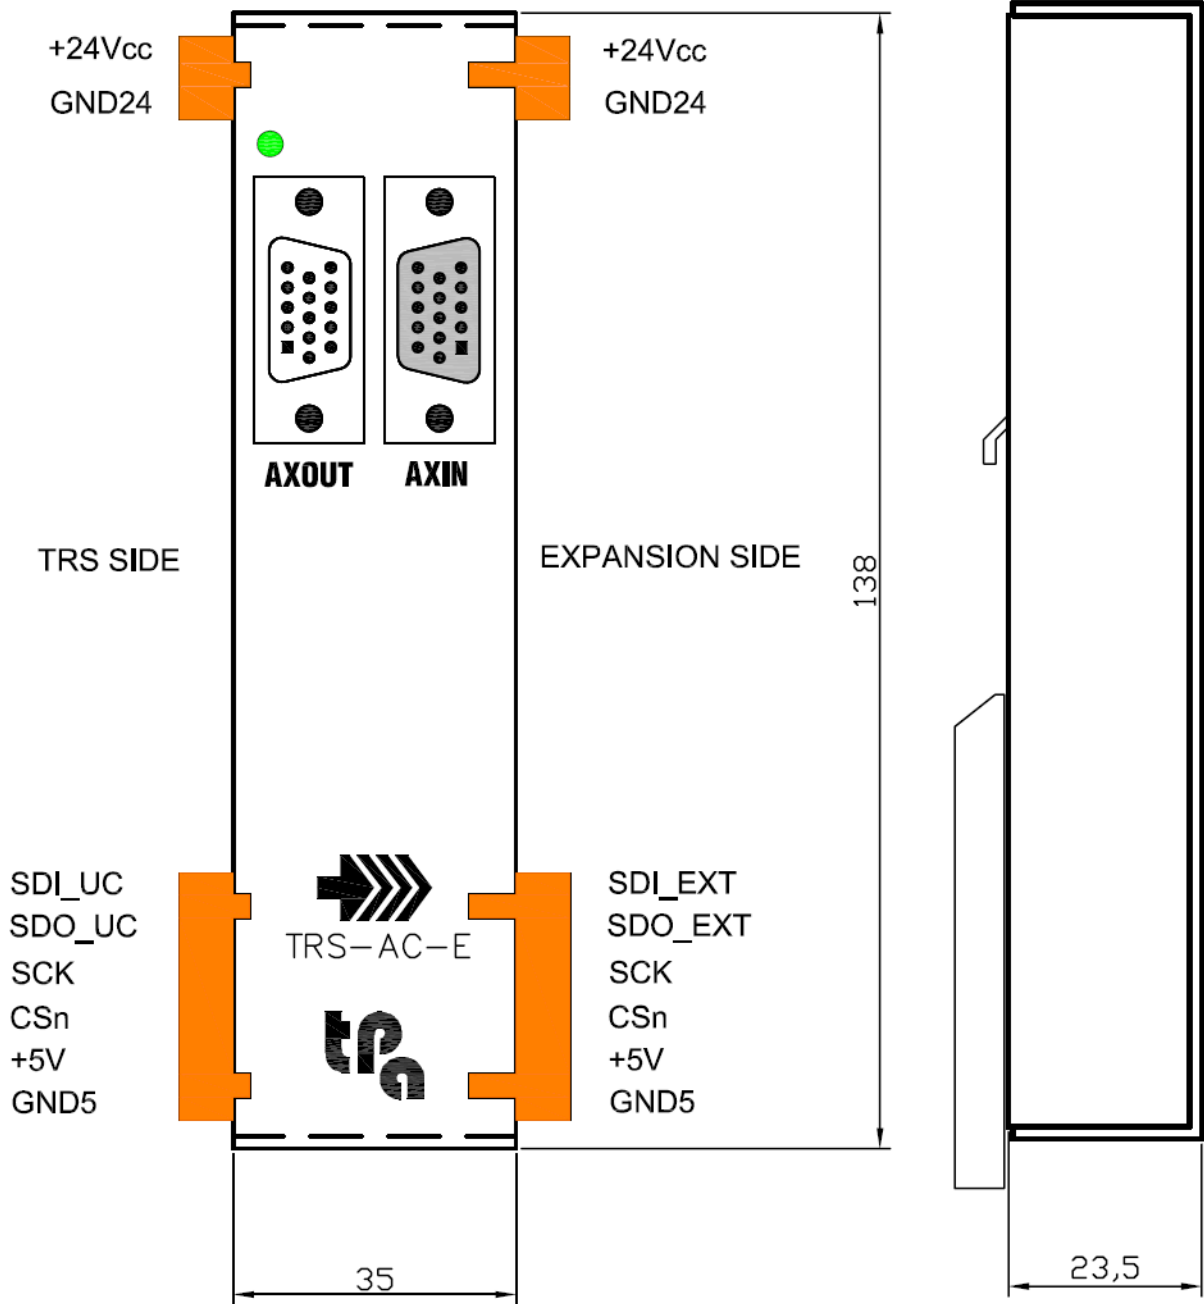 +24Vcc
GND24
+24Vcc
GND24
AXOUT
AXIN
TRS SIDE
EXPANSION SIDE
138
SDI_UC
SDO_UC
SCK
CSn
+5V
GND5
TRS-AC-E
tpa
SDI_EXT
SDO_EXT
SCK
CSn
+5V
GND5
35
23,5